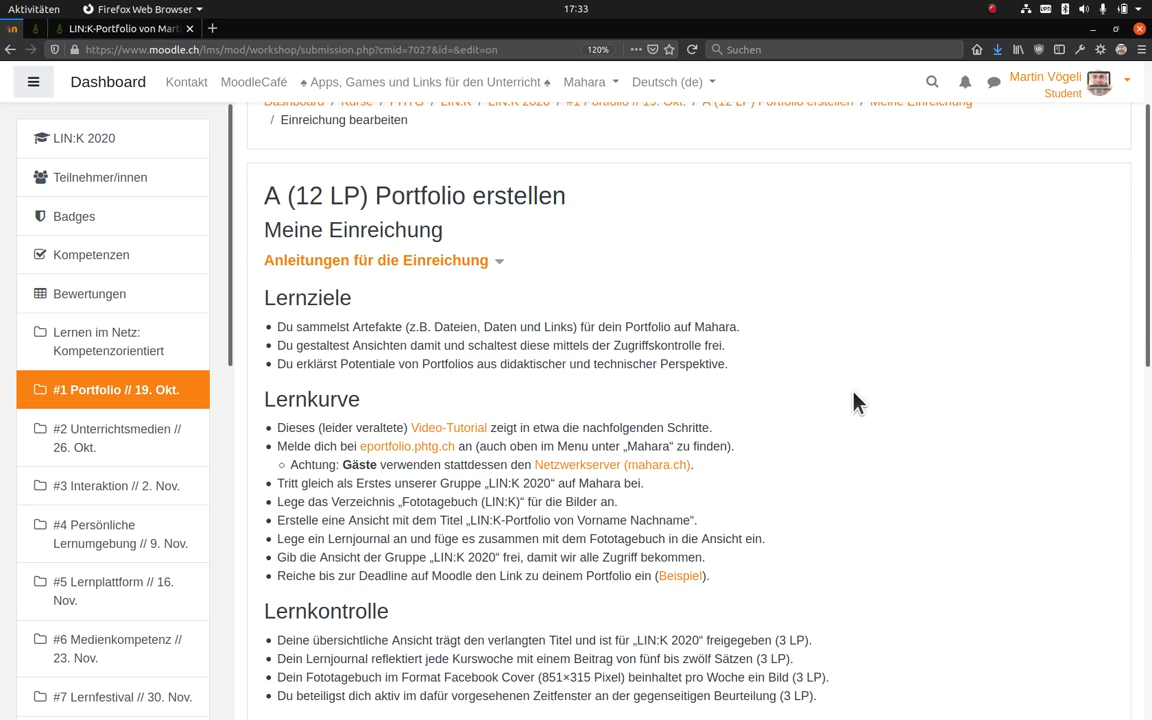 Aktivitäten Firefox Web Browser 17:33
LIN:K-Portfolio von Mart
https://www.moodle.ch/lms/mod/workshop/submission.php?cmid=7027&id=&edit=on 120% Suchen
Dashboard Kontakt MoodleCafé ♠ Apps, Games und Links für den Unterricht ♠ Mahara Deutsch (de) Martin Vögeli
Student
Dashboard / Kurse / PHTG / LIN:K / LIN:K 2020 / #1 Portfolio // 19. Okt. / A (12 LP) Portfolio erstellen / Meine Einreichung
/ Einreichung bearbeiten
LIN:K 2020
Teilnehmer/innen
Badges
Kompetenzen
Bewertungen
Lernen im Netz:
Kompetenzorientiert
#1 Portfolio // 19. Okt.
#2 Unterrichtsmedien //
26. Okt.
#3 Interaktion // 2. Nov.
#4 Persönliche
Lernumgebung // 9. Nov.
#5 Lernplattform // 16.
Nov.
#6 Medienkompetenz //
23. Nov.
#7 Lernfestival // 30. Nov.
A (12 LP) Portfolio erstellen
Meine Einreichung
Anleitungen für die Einreichung
Lernziele
• Du sammelst Artefakte (z.B. Dateien, Daten und Links) für dein Portfolio auf Mahara.
• Du gestaltest Ansichten damit und schaltest diese mittels der Zugriffskontrolle frei.
• Du erklärst Potentiale von Portfolios aus didaktischer und technischer Perspektive.
Lernkurve
• Dieses (leider veraltete) Video-Tutorial zeigt in etwa die nachfolgenden Schritte.
• Melde dich bei eportfolio.phtg.ch an (auch oben im Menu unter „Mahara“ zu finden).
○ Achtung: Gäste verwenden stattdessen den Netzwerkserver (mahara.ch).
• Tritt gleich als Erstes unserer Gruppe „LIN:K 2020“ auf Mahara bei.
• Lege das Verzeichnis „Fototagebuch (LIN:K)“ für die Bilder an.
• Erstelle eine Ansicht mit dem Titel „LIN:K-Portfolio von Vorname Nachname“.
• Lege ein Lernjournal an und füge es zusammen mit dem Fototagebuch in die Ansicht ein.
• Gib die Ansicht der Gruppe „LIN:K 2020“ frei, damit wir alle Zugriff bekommen.
• Reiche bis zur Deadline auf Moodle den Link zu deinem Portfolio ein (Beispiel).
Lernkontrolle
• Deine übersichtliche Ansicht trägt den verlangten Titel und ist für „LIN:K 2020“ freigegeben (3 LP).
• Dein Lernjournal reflektiert jede Kurswoche mit einem Beitrag von fünf bis zwölf Sätzen (3 LP).
• Dein Fototagebuch im Format Facebook Cover (851×315 Pixel) beinhaltet pro Woche ein Bild (3 LP).
• Du beteiligst dich aktiv im dafür vorgesehenen Zeitfenster an der gegenseitigen Beurteilung (3 LP).